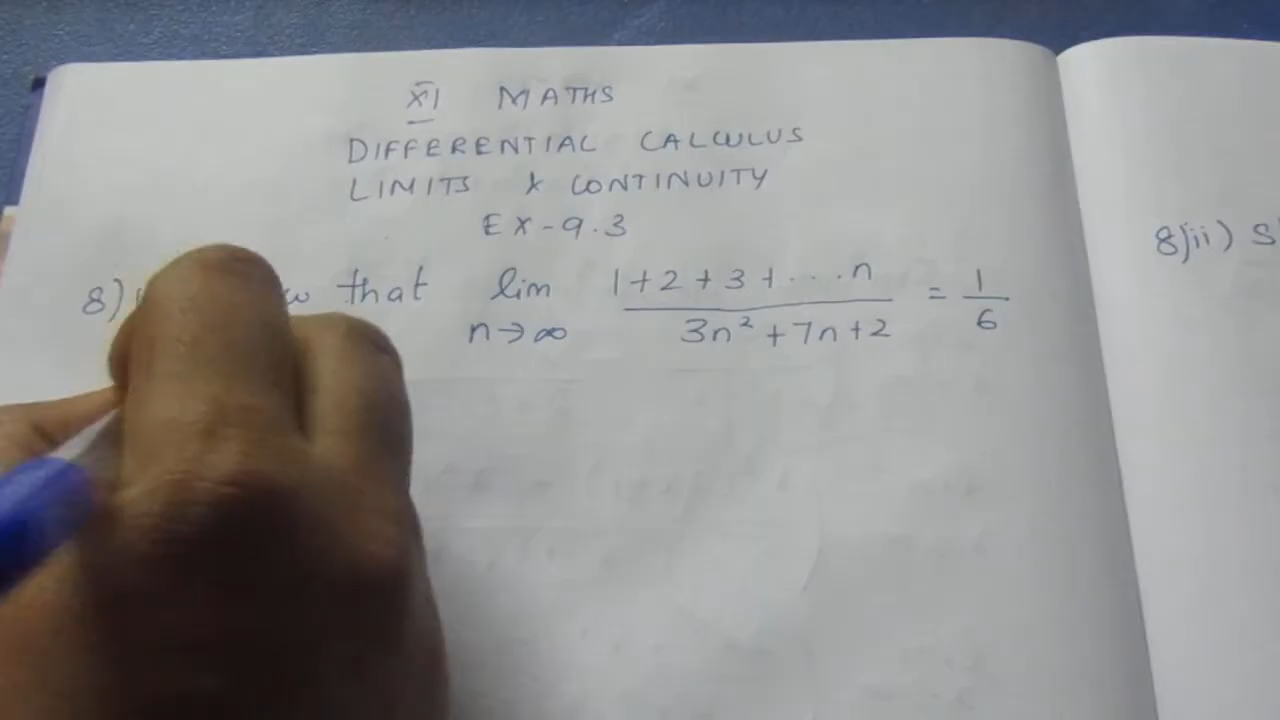 XI MATHS
DIFFERENTIAL CALCULUS
LIMITS & CONTINUITY
EX-9.3
8) that lim n→∞ (1+2+3+...n)/(3n²+7n+2) = 1/6
8)ii) S